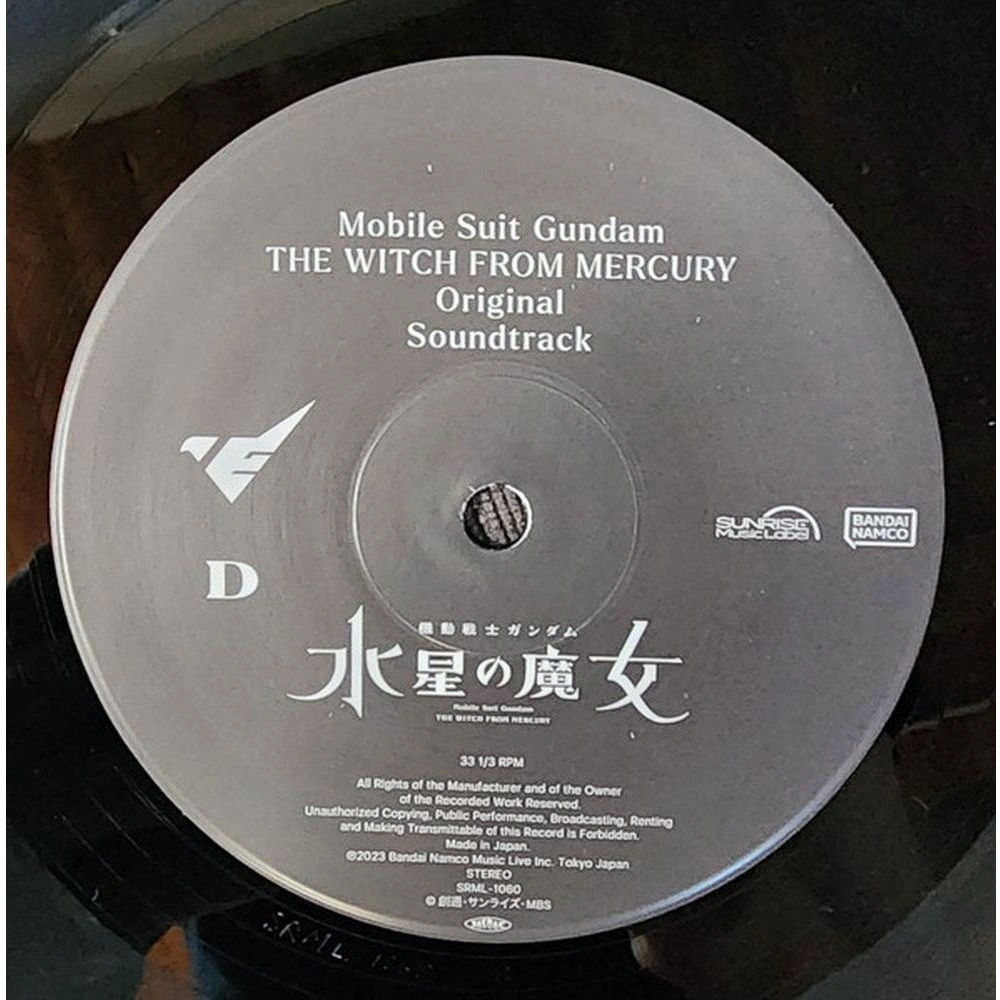 Mobile Suit Gundam
THE WITCH FROM MERCURY
Original
Soundtrack
SUNRISE
Music Label
BANDAI
NAMCO
D
機動戦士ガンダム
水星の魔女
Mobile Suit Gundam
THE WITCH FROM MERCURY
33 1/3 RPM
All Rights of the Manufacturer and of the Owner
of the Recorded Work Reserved.
Unauthorized Copying, Public Performance, Broadcasting, Renting
and Making Transmittable of this Record is Forbidden.
Made in Japan.
℗2023 Bandai Namco Music Live Inc. Tokyo Japan
STEREO
SRML-1060
© 創通・サンライズ・MBS
JASRAC
SRML